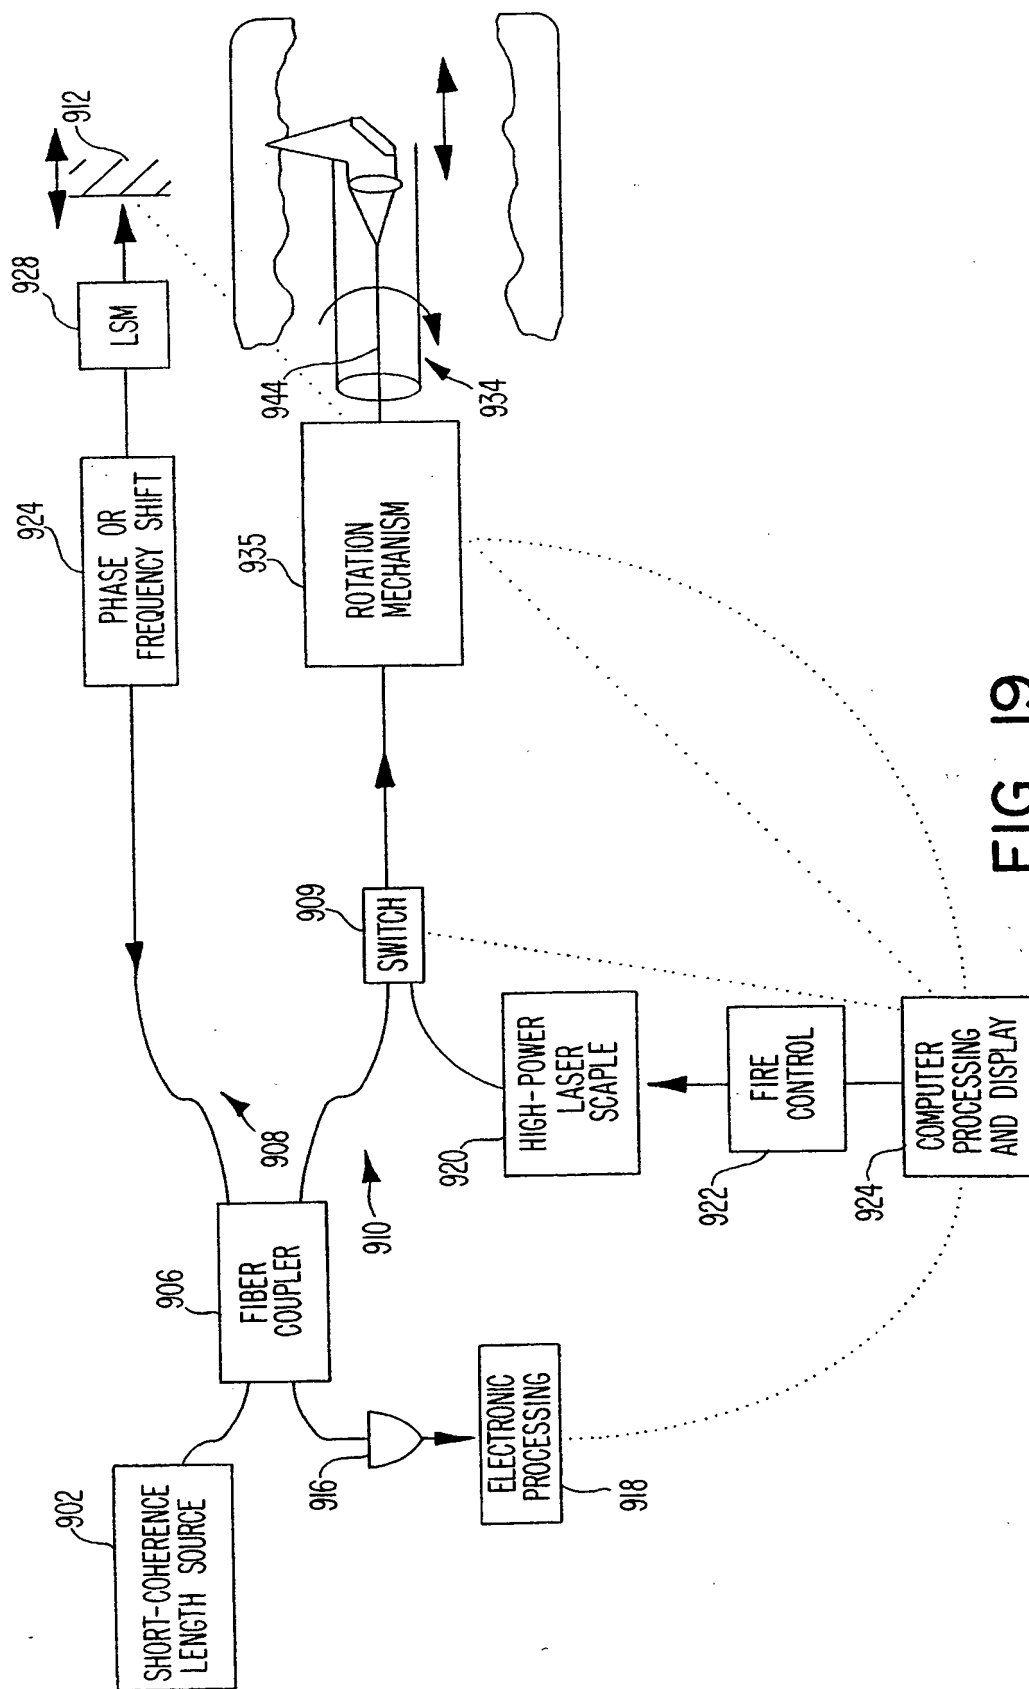 912
928
LSM
924
PHASE OR
FREQUENCY SHIFT
944
934
935
ROTATION
MECHANISM
909
SWITCH
908
910
906
FIBER
COUPLER
902
SHORT-COHERENCE
LENGTH SOURCE
916
ELECTRONIC
PROCESSING
918
920
HIGH-POWER
LASER
SCAPLE
922
FIRE
CONTROL
924
COMPUTER
PROCESSING
AND DISPLAY
FIG 19